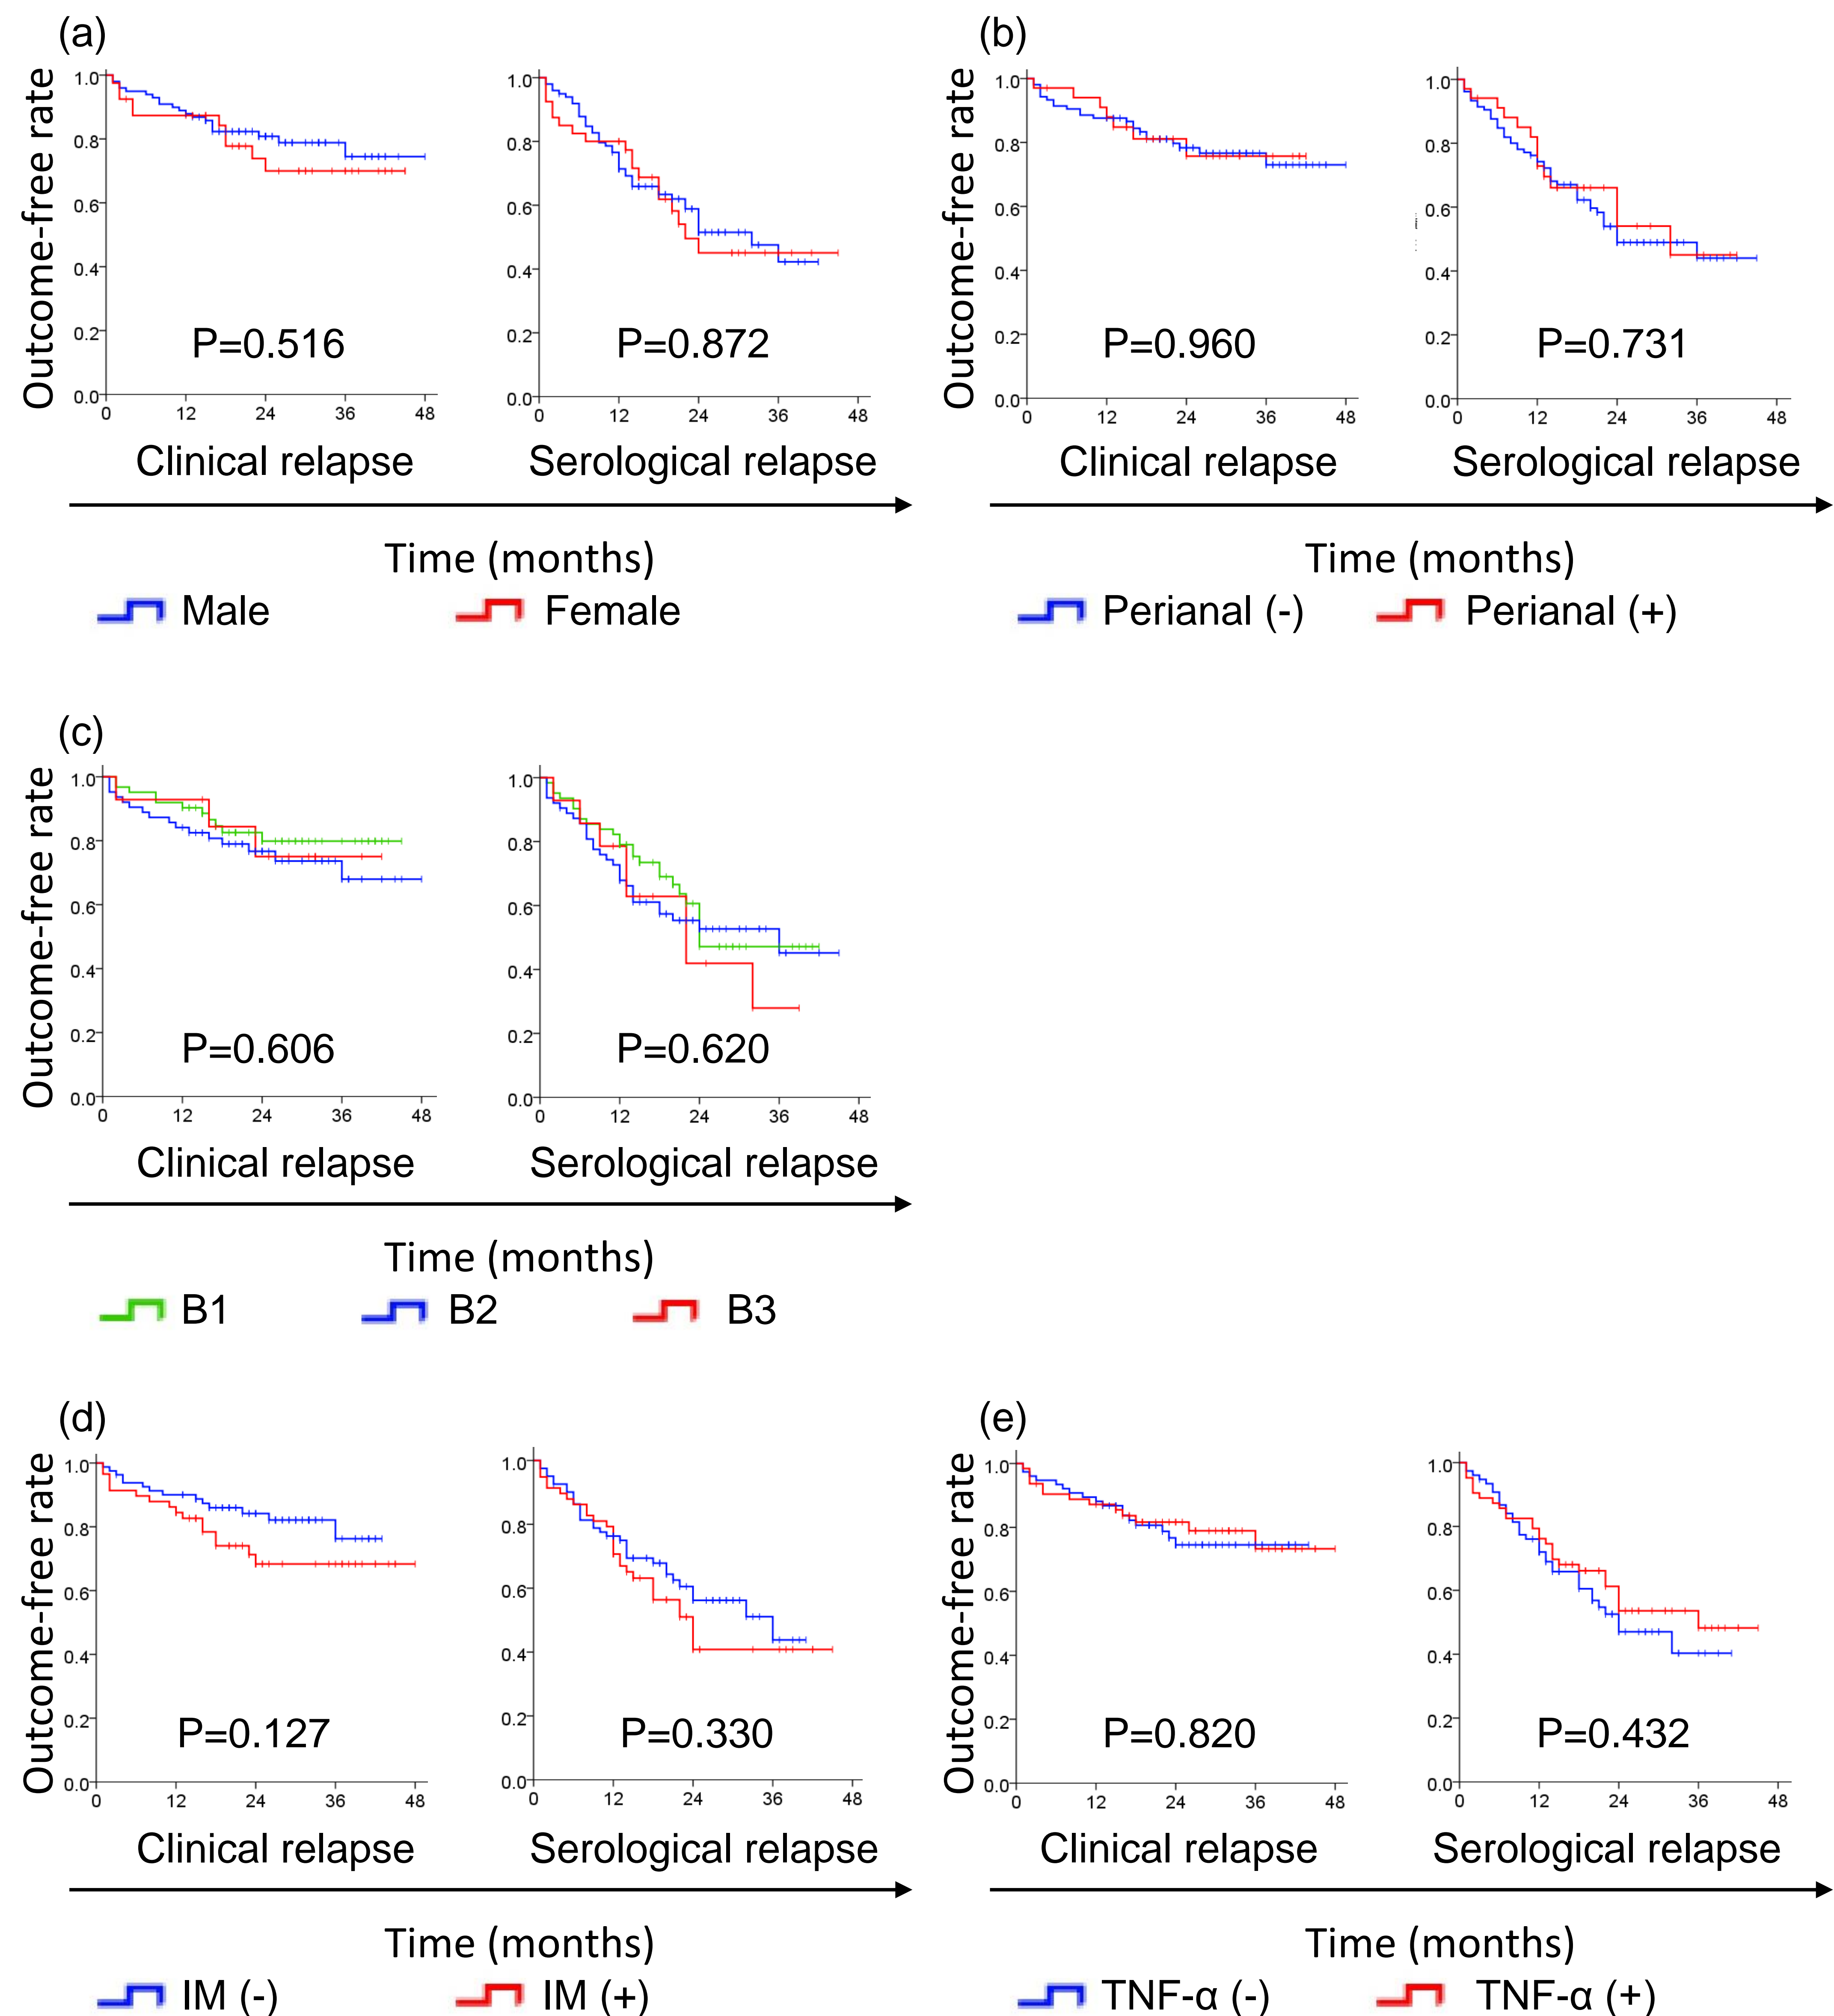 (a)
Outcome-free rate
1.0
0.8
0.6
0.4
0.2
0.0
0 12 24 36 48
P=0.516
Clinical relapse
1.0
0.8
0.6
0.4
0.2
0.0
0 12 24 36 48
P=0.872
Serological relapse
Time (months)
Male Female
(b)
Outcome-free rate
1.0
0.8
0.6
0.4
0.2
0.0
0 12 24 36 48
P=0.960
Clinical relapse
1.0
0.8
0.6
0.4
0.2
0.0
0 12 24 36 48
P=0.731
Serological relapse
Time (months)
Perianal (-) Perianal (+)
(c)
Outcome-free rate
1.0
0.8
0.6
0.4
0.2
0.0
0 12 24 36 48
P=0.606
Clinical relapse
1.0
0.8
0.6
0.4
0.2
0.0
0 12 24 36 48
P=0.620
Serological relapse
Time (months)
B1 B2 B3
(d)
Outcome-free rate
1.0
0.8
0.6
0.4
0.2
0.0
0 12 24 36 48
P=0.127
Clinical relapse
1.0
0.8
0.6
0.4
0.2
0.0
0 12 24 36 48
P=0.330
Serological relapse
Time (months)
IM (-) IM (+)
(e)
Outcome-free rate
1.0
0.8
0.6
0.4
0.2
0.0
0 12 24 36 48
P=0.820
Clinical relapse
1.0
0.8
0.6
0.4
0.2
0.0
0 12 24 36 48
P=0.432
Serological relapse
Time (months)
TNF-α (-) TNF-α (+)